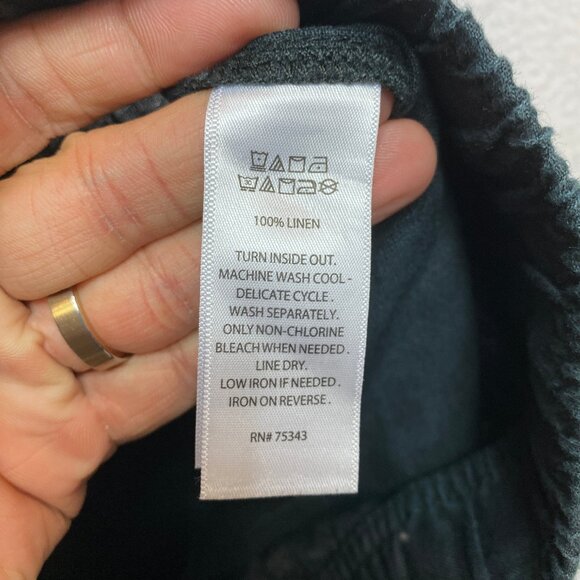 100% LINEN
TURN INSIDE OUT.
MACHINE WASH COOL -
DELICATE CYCLE .
WASH SEPARATELY.
ONLY NON-CHLORINE
BLEACH WHEN NEEDED .
LINE DRY.
LOW IRON IF NEEDED .
IRON ON REVERSE .
RN# 75343